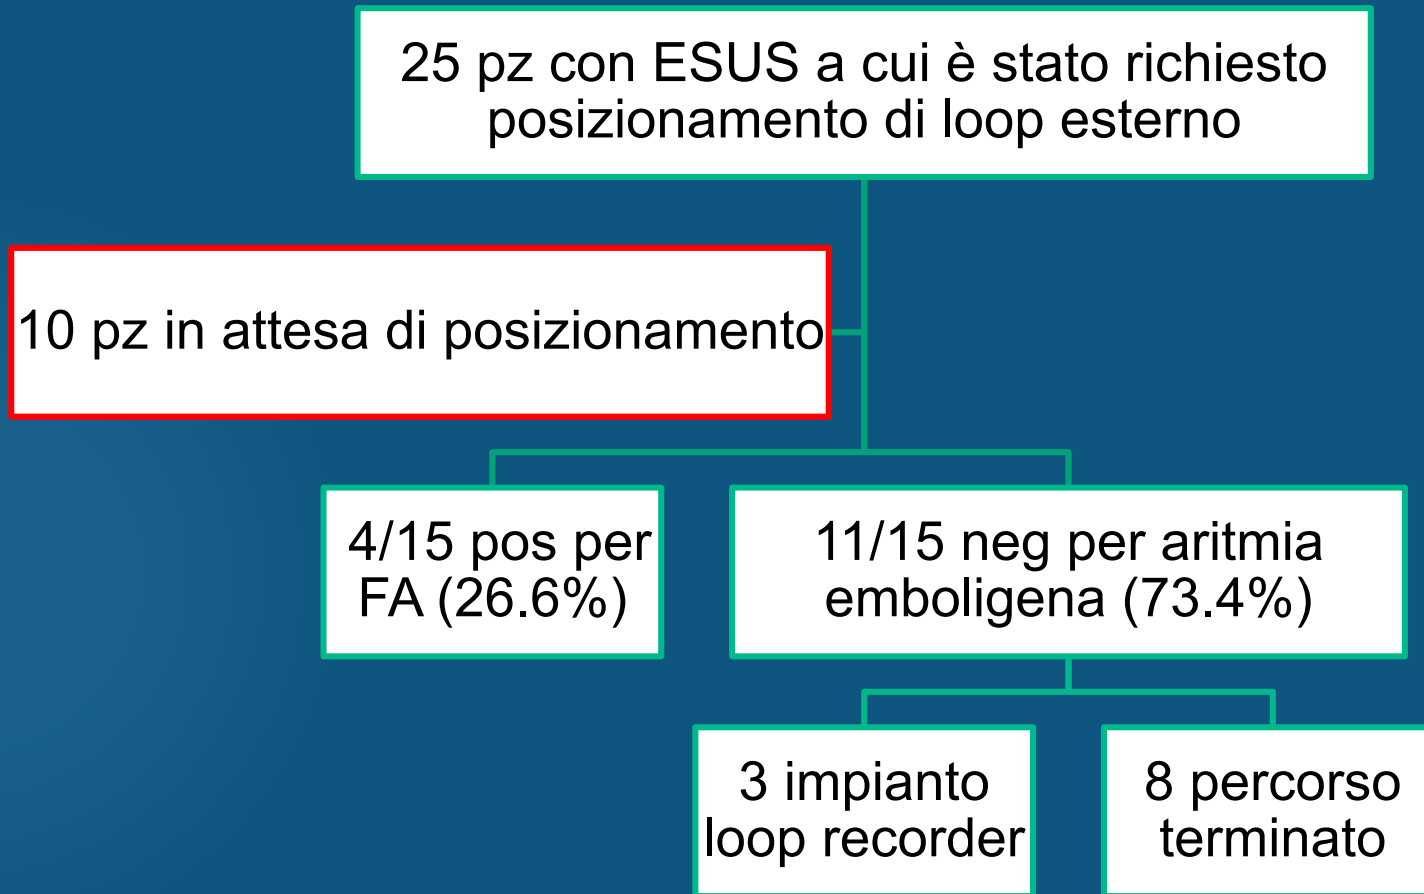 25 pz con ESUS a cui è stato richiesto
posizionamento di loop esterno
10 pz in attesa di posizionamento
4/15 pos per
FA (26.6%)
11/15 neg per aritmia
emboligena (73.4%)
3 impianto
loop recorder
8 percorso
terminato